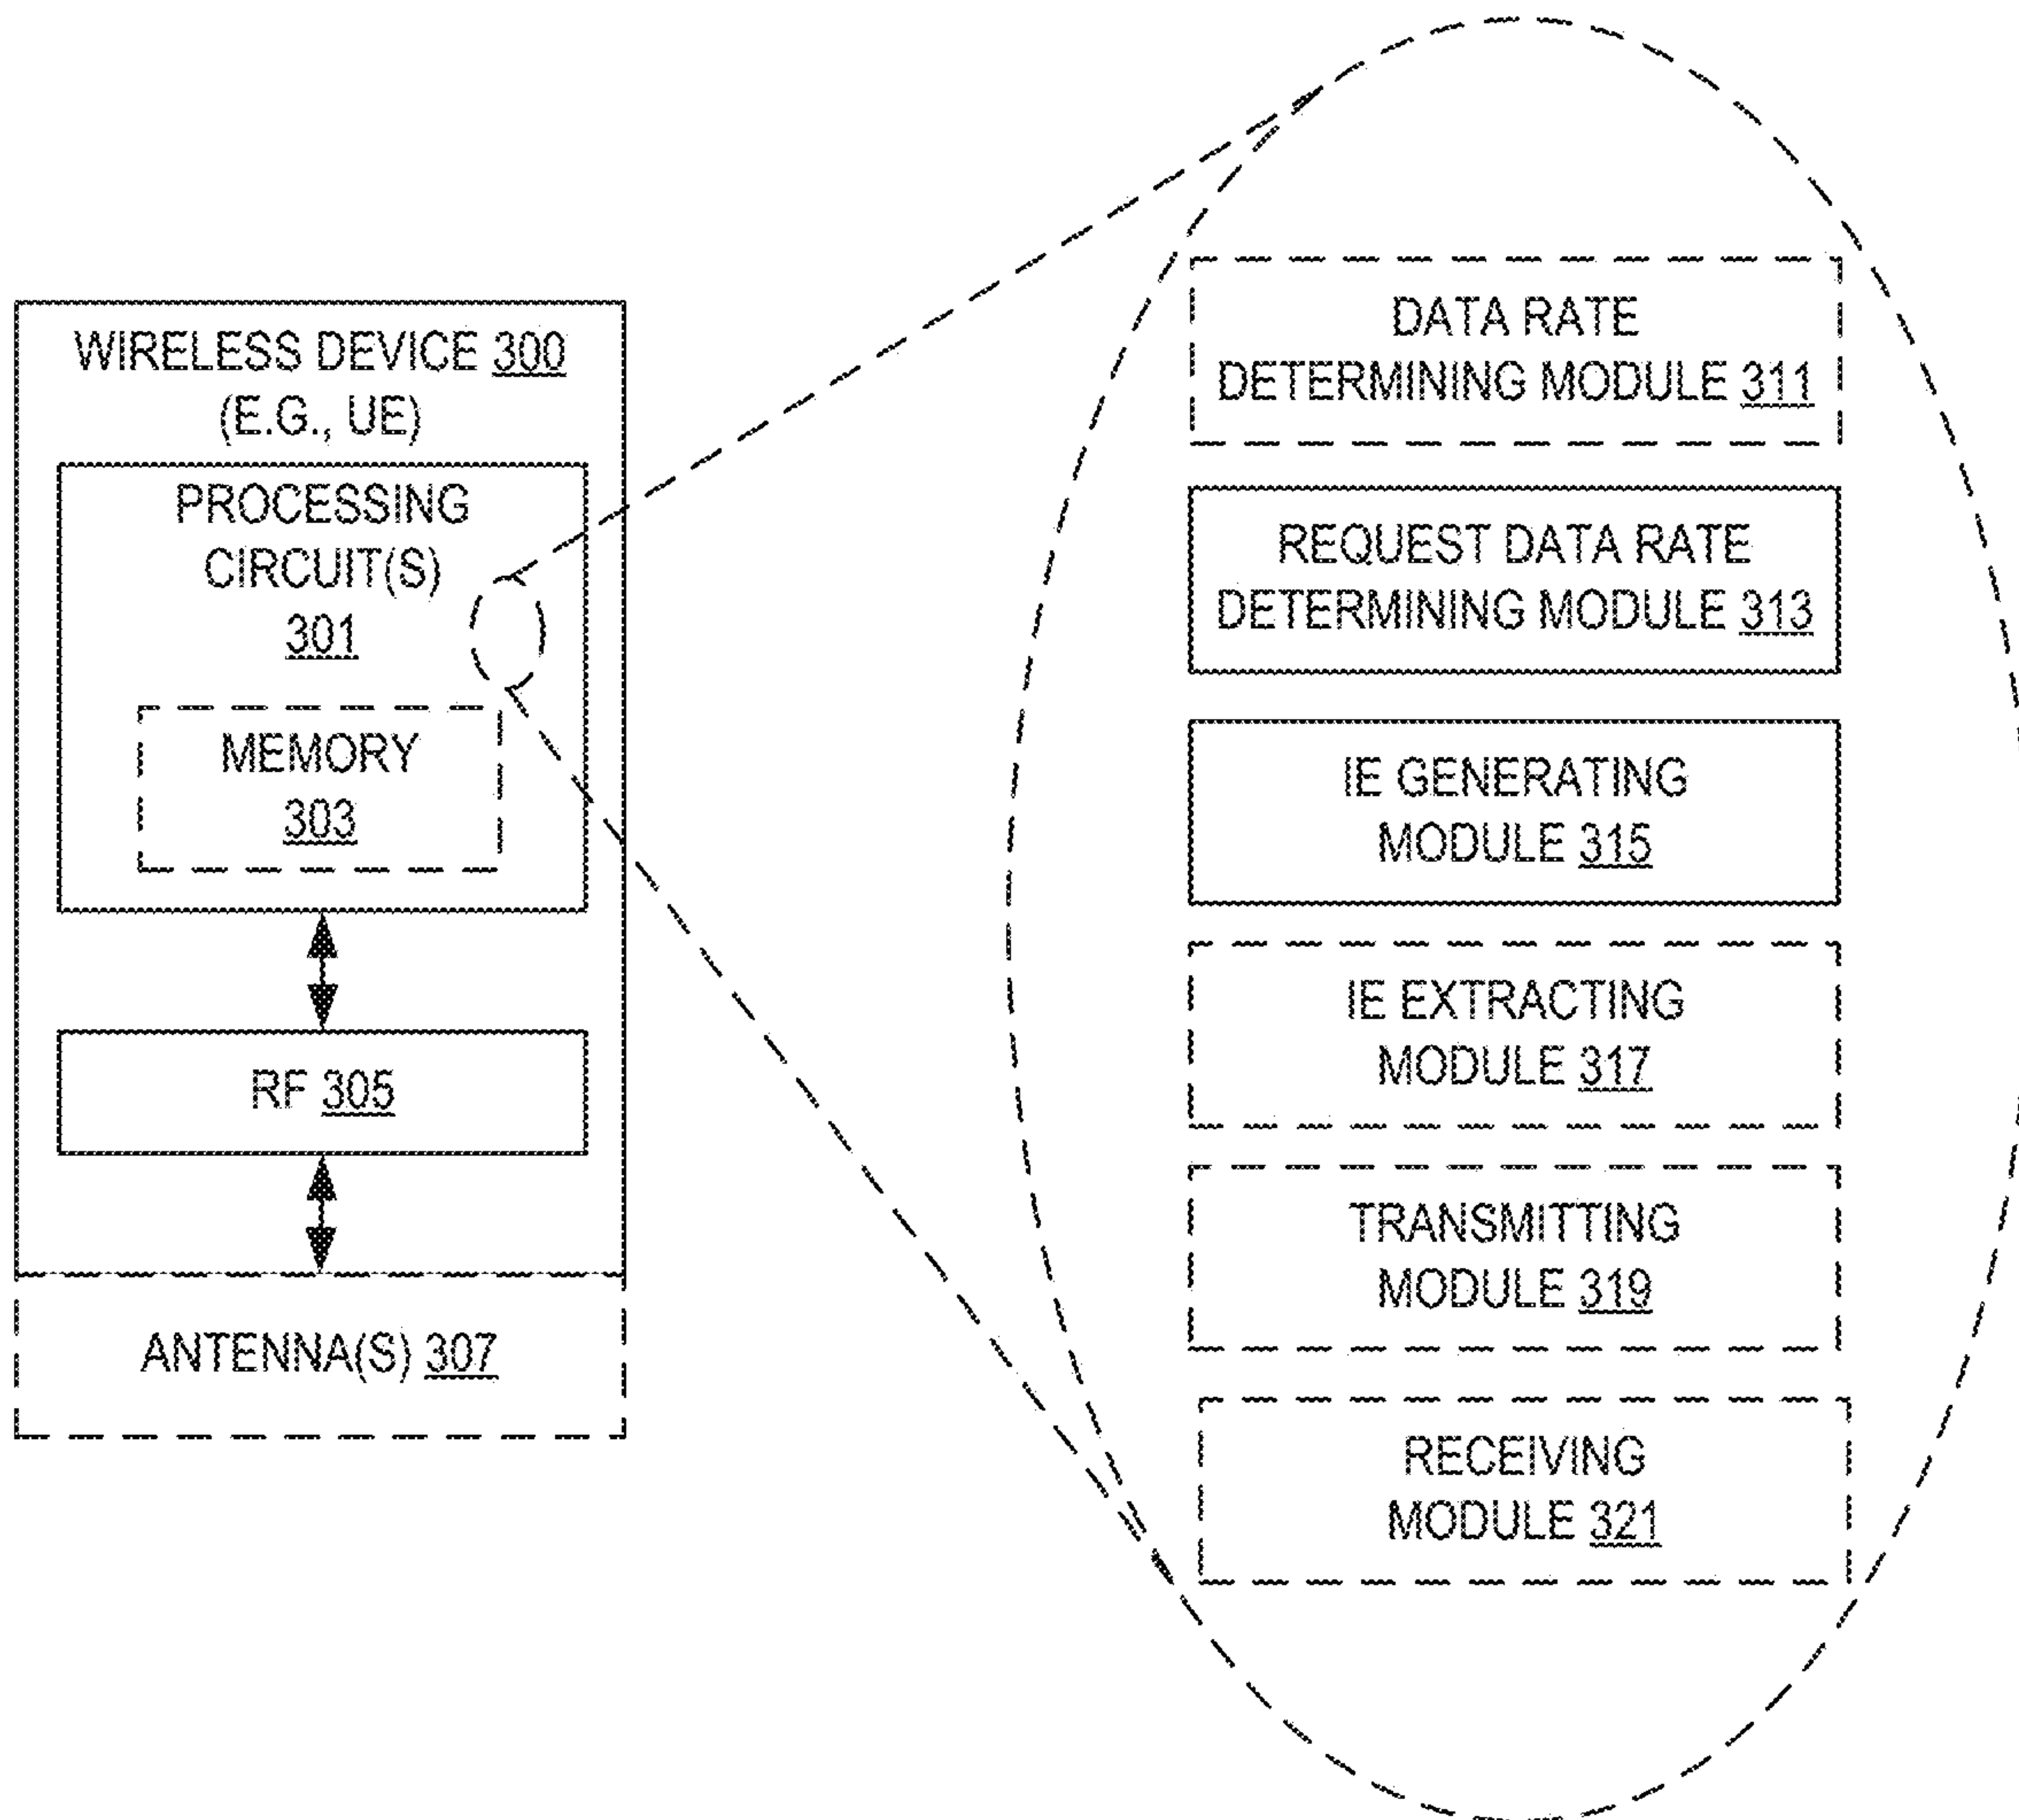 WIRELESS DEVICE 300
(E.G., UE)
PROCESSING
CIRCUIT(S)
301
MEMORY
303
RF 305
ANTENNA(S) 307
DATA RATE
DETERMINING MODULE 311
REQUEST DATA RATE
DETERMINING MODULE 313
IE GENERATING
MODULE 315
IE EXTRACTING
MODULE 317
TRANSMITTING
MODULE 319
RECEIVING
MODULE 321